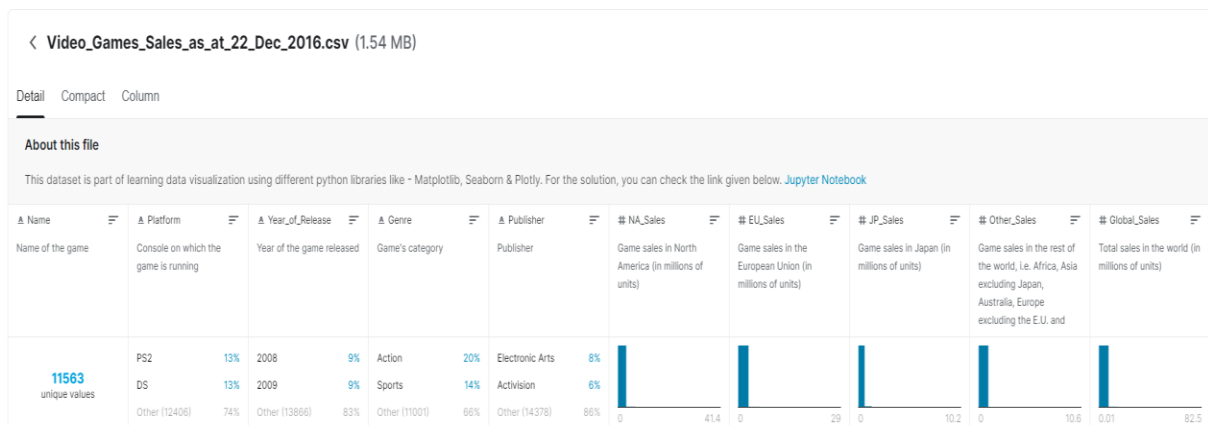 Video_Games_Sales_as_at_22_Dec_2016.csv (1.54 MB)
Detail Compact Column
About this file
This dataset is part of learning data visualization using different python libraries like - Matplotlib, Seaborn & Plotly. For the solution, you can check the link given below. Jupyter Notebook
A Name A Platform A Year_of_Release A Genre A Publisher # NA_Sales # EU_Sales # JP_Sales # Other_Sales # Global_Sales
Name of the game Console on which the Year of the game released Game's category Publisher Game sales in North Game sales in the Game sales in Japan (in Game sales in the rest of Total sales in the world (in
game is running America (in millions of European Union (in millions of units) the world, i.e. Africa, Asia millions of units)
units) millions of units) excluding Japan,
Australia, Europe
excluding the E.U. and
PS2 13% 2008 9% Action 20% Electronic Arts 8%
11563 DS 13% 2009 9% Sports 14% Activision 6%
unique values
Other (12406) 74% Other (13866) 83% Other (11001) 66% Other (14378) 86% 0 41.4 0 29 0 10.2 0 10.6 0.01 82.5